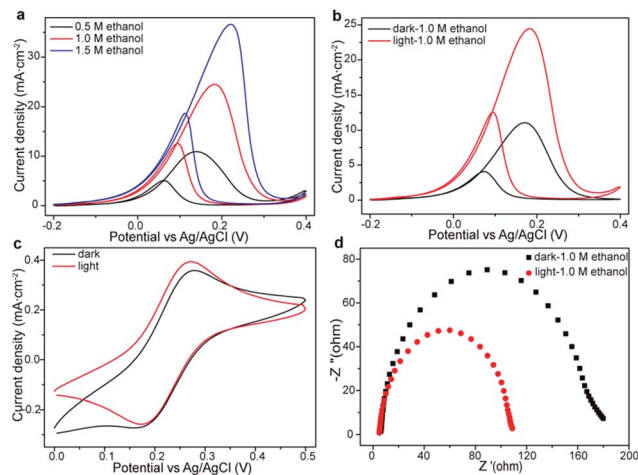 a
0.5 M ethanol
1.0 M ethanol
1.5 M ethanol
Current density (mA·cm⁻²)
30
20
10
0
-0.2 0.0 0.2 0.4
Potential vs Ag/AgCl (V)
b
dark-1.0 M ethanol
light-1.0 M ethanol
Current density (mA·cm⁻²)
25
20
15
10
5
0
-0.2 0.0 0.2 0.4
Potential vs Ag/AgCl (V)
c
dark
light
Current density (mA·cm⁻²)
0.4
0.2
0.0
-0.2
0.0 0.1 0.2 0.3 0.4 0.5
Potential vs Ag/AgCl (V)
d
dark-1.0 M ethanol
light-1.0 M ethanol
-Z''(ohm)
80
60
40
20
0
0 40 80 120 160 200
Z '(ohm)